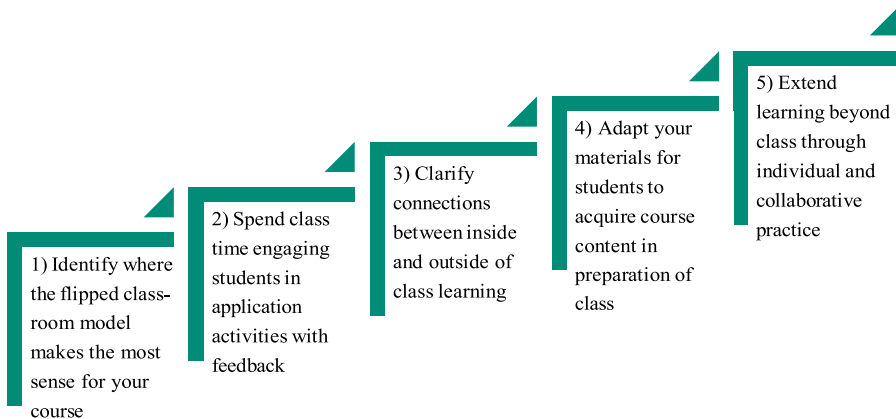 1) Identify where
the flipped class-
room model
makes the most
sense for your
course
2) Spend class
time engaging
students in
application
activities with
feedback
3) Clarify
connections
between inside
and outside of
class learning
4) Adapt your
materials for
students to
acquire course
content in
preparation of
class
5) Extend
learning beyond
class through
individual and
collaborative
practice